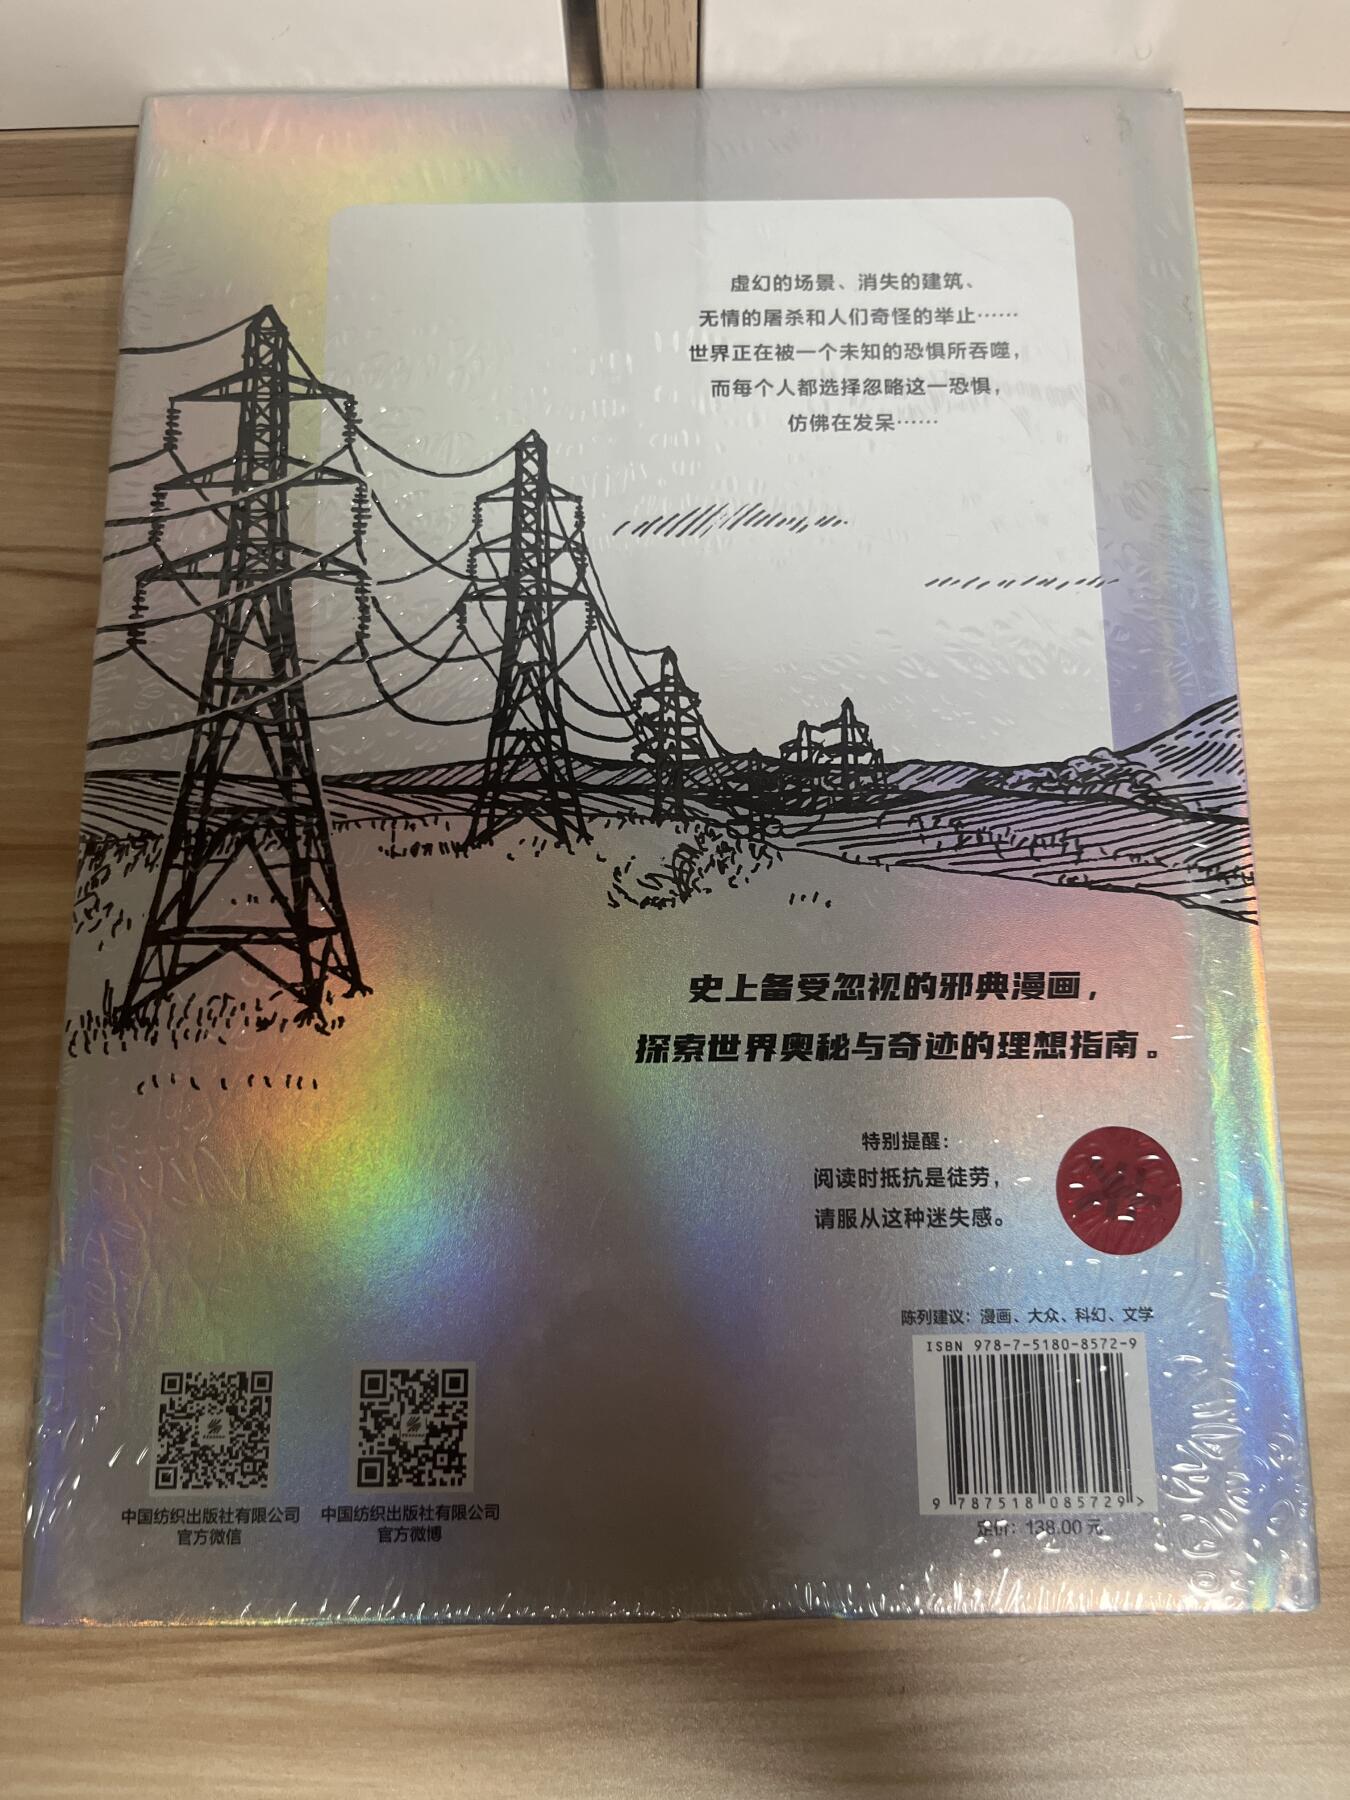 虚幻的场景、消失的建筑、
无情的屠杀和人们奇怪的举止……
世界正在被一个未知的恐惧所吞噬，
而每个人都选择忽略这一恐惧，
仿佛在发呆……
史上备受忽视的邪典漫画，
探索世界奥秘与奇迹的理想指南。
特别提醒：
阅读时抵抗是徒劳，
请服从这种迷失感。
陈列建议：漫画、大众、科幻、文学
ISBN 978-7-5180-8572-9
9 787518 085729 >
定价：138.00元
中国纺织出版社有限公司
官方微信
中国纺织出版社有限公司
官方微博